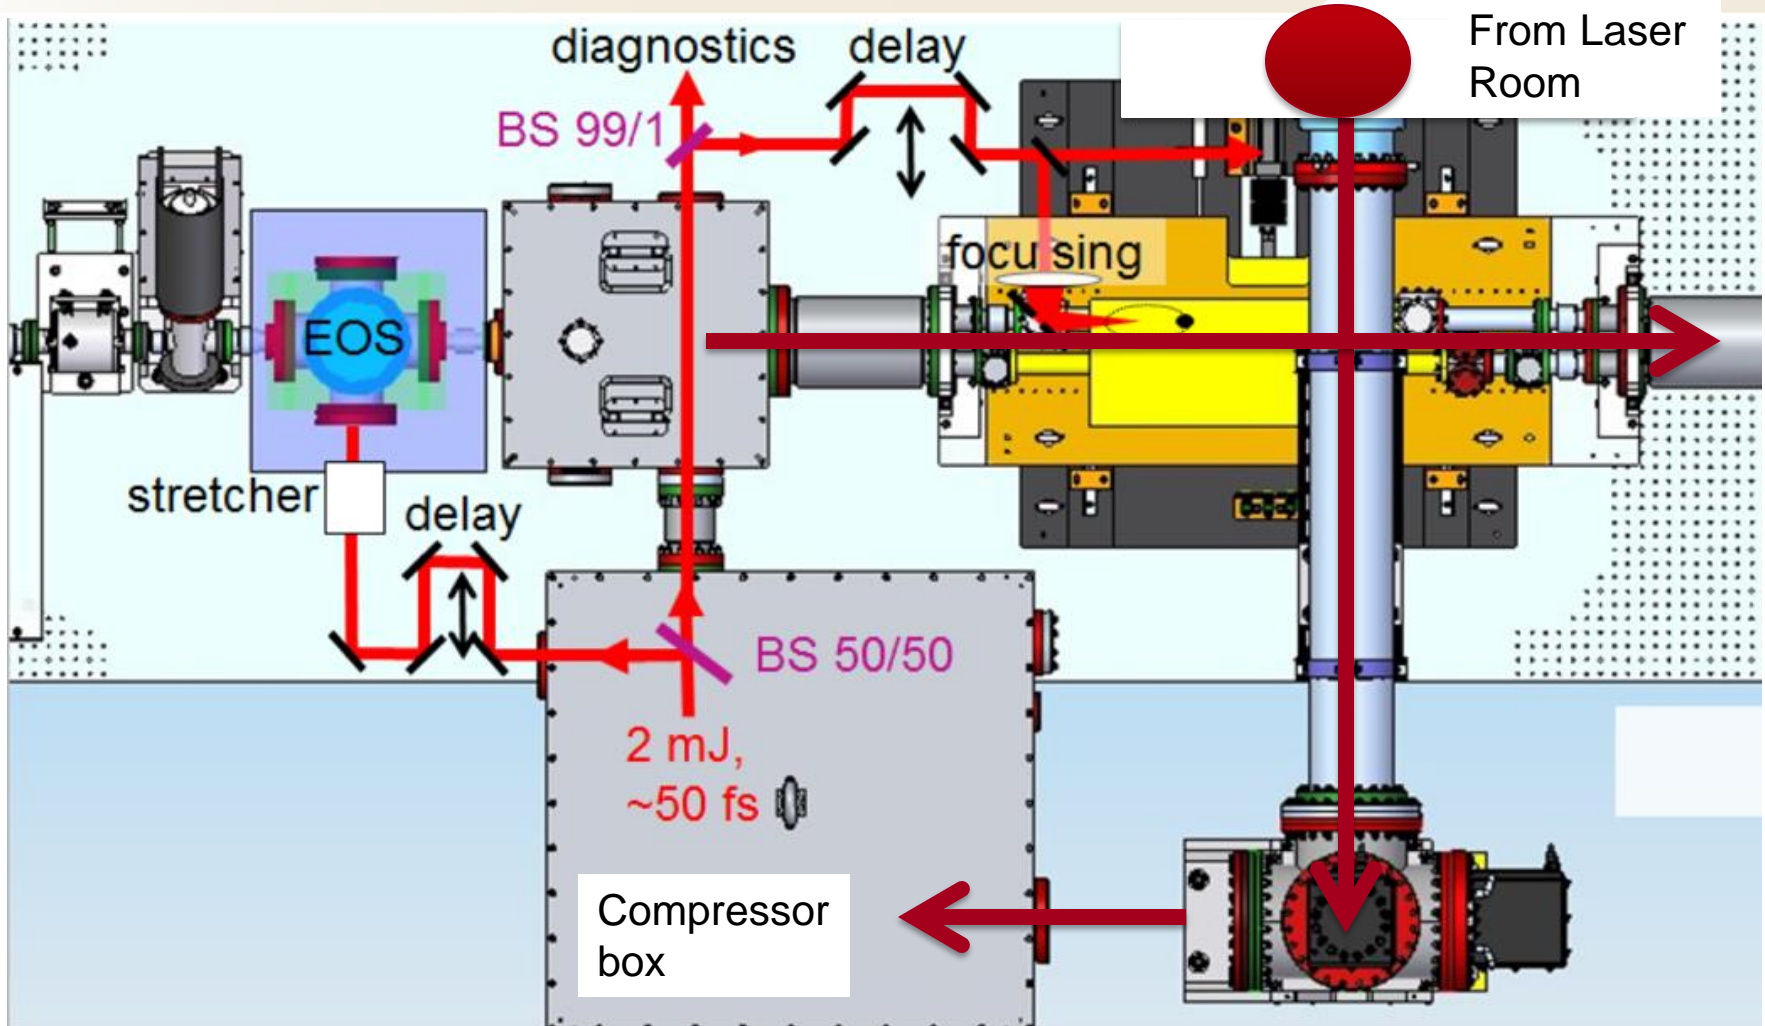 From Laser
Room
diagnostics
delay
BS 99/1
focusing
EOS
stretcher
delay
BS 50/50
2 mJ,
~50 fs
Compressor
box